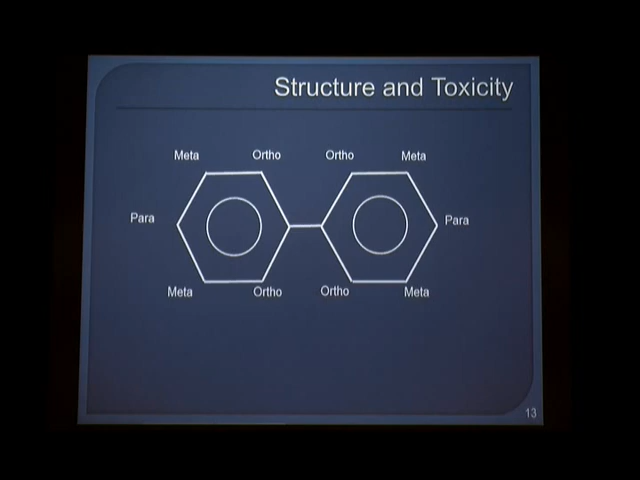 Structure and Toxicity
Meta Ortho Ortho Meta
Para Para
Meta Ortho Ortho Meta
13